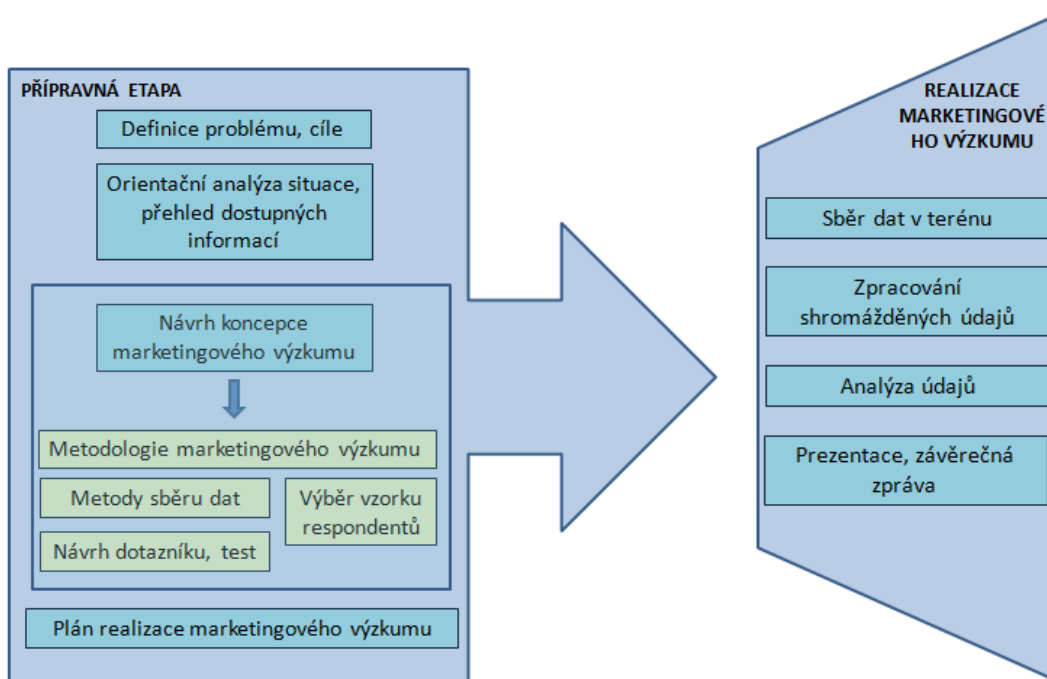 PŘÍPRAVNÁ ETAPA
Definice problému, cíle
Orientační analýza situace,
přehled dostupných
informací
Návrh koncepce
marketingového výzkumu
Metodologie marketingového výzkumu
Metody sběru dat
Výběr vzorku
respondentů
Návrh dotazníku, test
Plán realizace marketingového výzkumu
REALIZACE
MARKETINGOVÉ
HO VÝZKUMU
Sběr dat v terénu
Zpracování
shromážděných údajů
Analýza údajů
Prezentace, závěrečná
zpráva